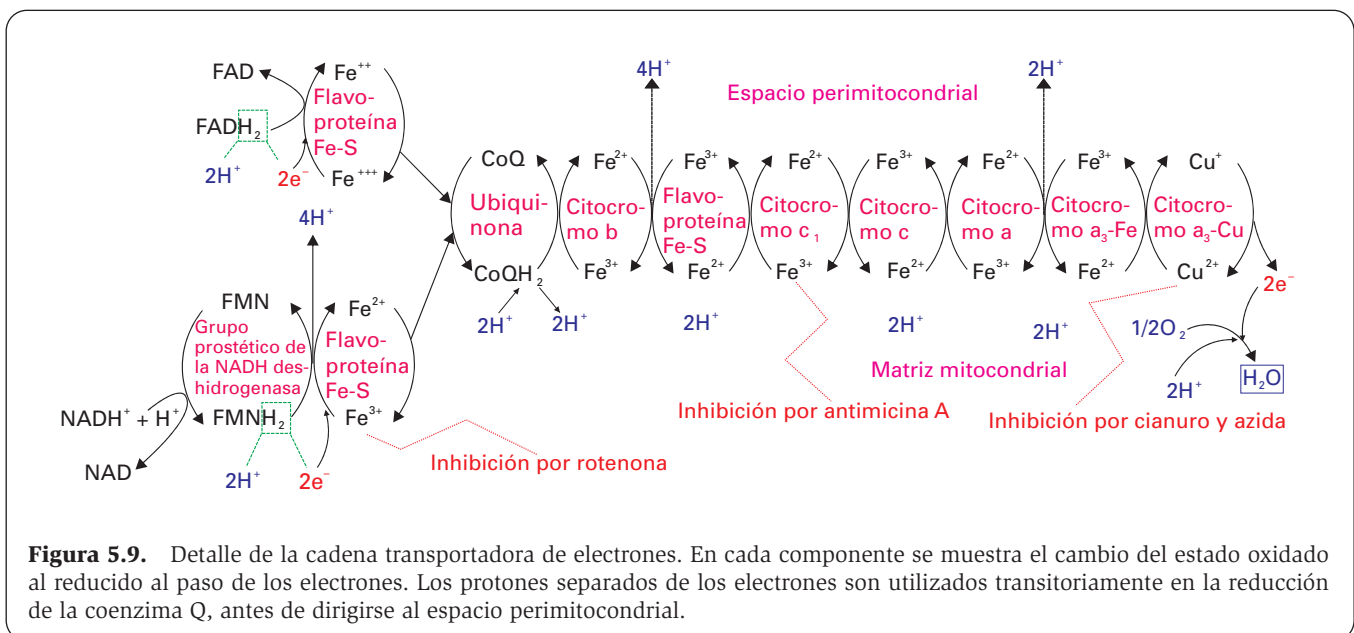 FAD
FADH₂
2H⁺
2e⁻
Fe⁺⁺
Flavo-
proteína
Fe-S
Fe⁺⁺⁺
4H⁺
FMN
Grupo
prostético de
la NADH des-
hidrogenasa
NADH⁺ + H⁺
FMNH₂
NAD
2H⁺
2e⁻
Fe²⁺
Flavo-
proteína
Fe-S
Fe³⁺
Inhibición por rotenona
CoQ
Ubiqui-
nona
CoQH₂
2H⁺
2H⁺
Fe²⁺
Citocro-
mo b
Fe³⁺
4H⁺
Espacio perimitocondrial
2H⁺
Fe³⁺
Flavo-
proteína
Fe-S
Fe²⁺
2H⁺
Fe²⁺
Citocro-
mo c₁
Fe³⁺
Fe³⁺
Citocro-
mo c
Fe²⁺
2H⁺
Fe²⁺
Citocro-
mo a
Fe³⁺
Fe³⁺
Citocro-
mo a₃-Fe
Fe²⁺
2H⁺
Cu⁺
Citocro-
mo a₃-Cu
Cu²⁺
2e⁻
1/2O₂
2H⁺
H₂O
Matriz mitocondrial
Inhibición por antimicina A
Inhibición por cianuro y azida
Figura 5.9. Detalle de la cadena transportadora de electrones. En cada componente se muestra el cambio del estado oxidado
al reducido al paso de los electrones. Los protones separados de los electrones son utilizados transitoriamente en la reducción
de la coenzima Q, antes de dirigirse al espacio perimitocondrial.